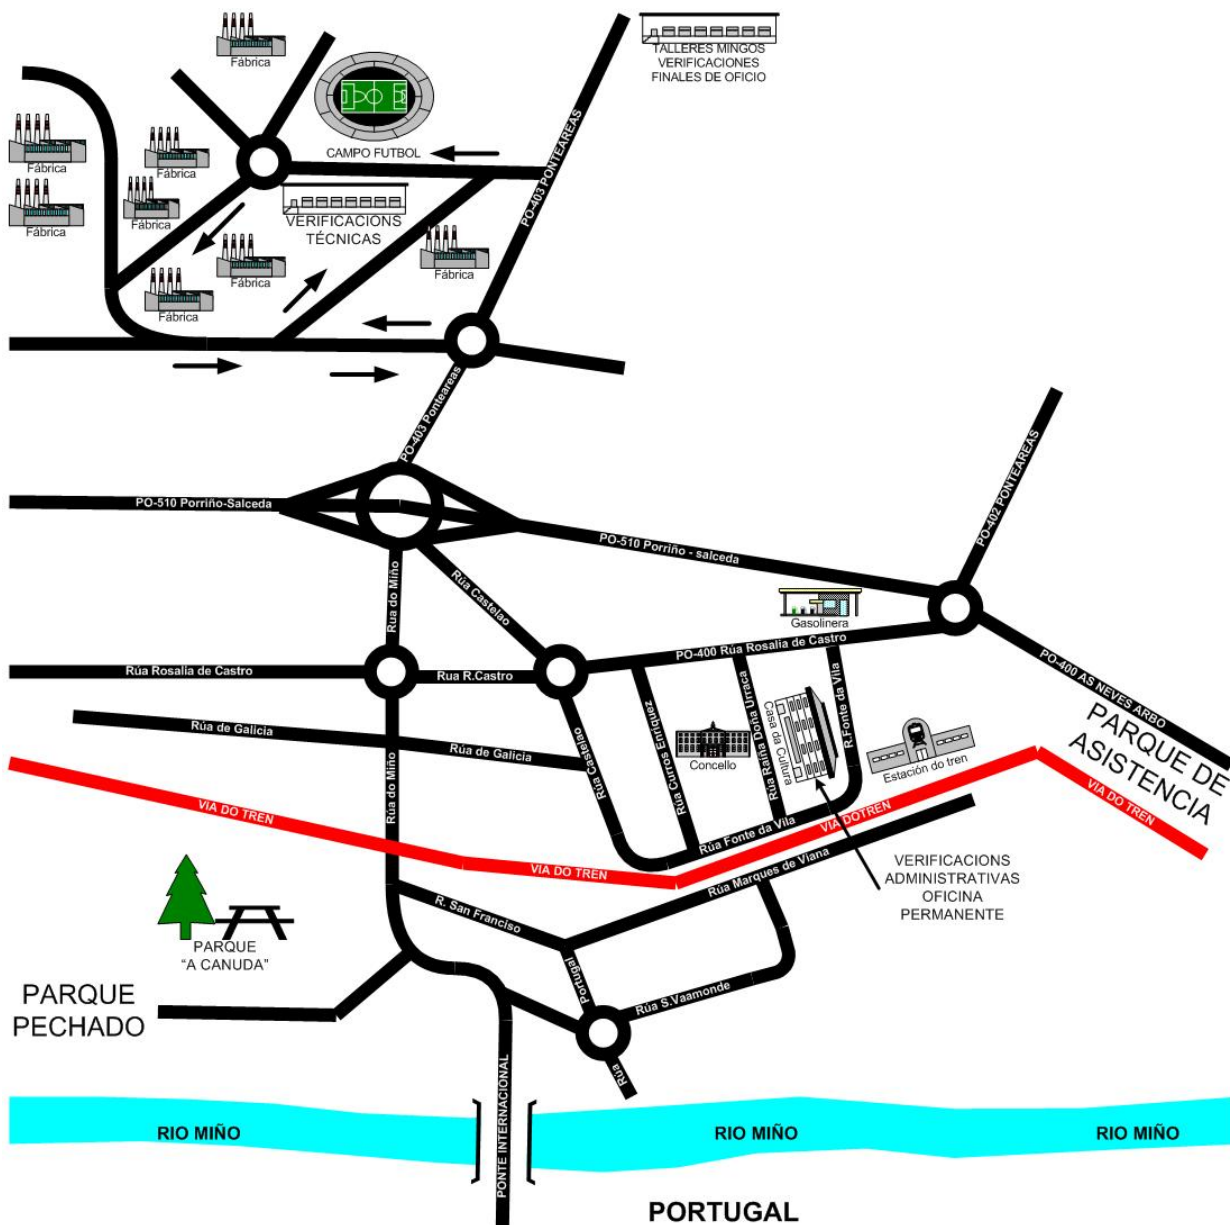 Fábrica
TALLERES MINGOS
VERIFICACIONES
FINALES DE OFICIO
CAMPO FUTBOL
Fábrica
Fábrica
Fábrica
Fábrica
PO-403 PONTEAREAS
VERIFICACIONS
TÉCNICAS
Fábrica
Fábrica
Fábrica
PO-403 Ponteareas
PO-402 PONTEAREAS
PO-510 Porriño-Salceda
PO-510 Porriño - salceda
Rua do Miño
Rúa Castelao
Gasolinera
PO-400 Rúa Rosalia de Castro
Rúa Rosalia de Castro
Rua R.Castro
PO-400 AS NEVES ARBO
PARQUE DE
ASISTENCIA
Rúa de Galicia
Rúa de Galicia
Rúa do Miño
Rúa Castelao
Rúa Curros Enríquez
Concello
Rúa Raiña Doña Urraca
Casa da Cultura
R.Fonte da Vila
Estación do tren
VIA DO TREN
VIA DO TREN
Rúa Fonte da Vila
VIA DOTREN
VIA DO TREN
Rúa Marques de Viana
VERIFICACIONS
ADMINISTRATIVAS
OFICINA
PERMANENTE
R. San Franciso
PARQUE
“A CANUDA”
PARQUE
PECHADO
Portugal
Rúa S.Vaamonde
Rúa
PONTE INTERNACIONAL
RIO MIÑO
RIO MIÑO
RIO MIÑO
PORTUGAL